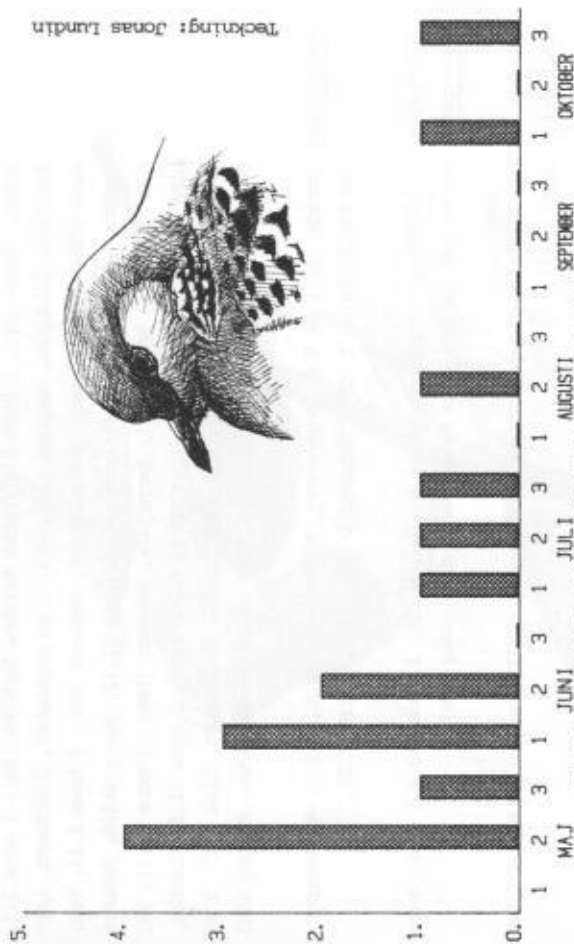 Teckning: Jonas Lundin
5.
4.
3.
2.
1.
0.
1 2 3 1 2 3 1 2 3 1 2 3 1 2 3 1 2 3
MAJ JUNI JULI AUGUSTI SEPTEMBER OKTOBER